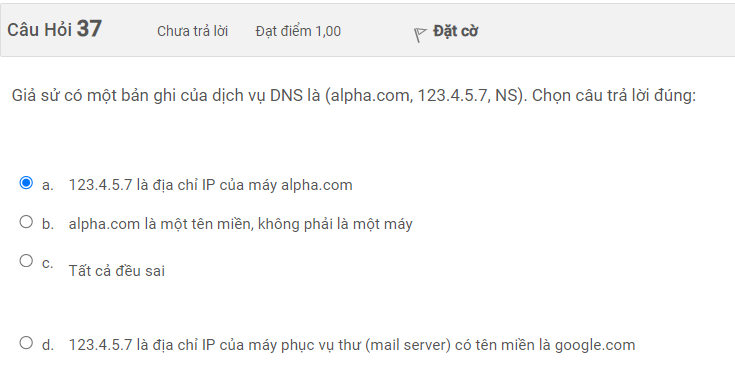 Câu Hỏi 37 Chưa trả lời Đạt điểm 1,00 Đặt cờ
Giả sử có một bản ghi của dịch vụ DNS là (alpha.com, 123.4.5.7, NS). Chọn câu trả lời đúng:
a. 123.4.5.7 là địa chỉ IP của máy alpha.com
b. alpha.com là một tên miền, không phải là một máy
c. Tất cả đều sai
d. 123.4.5.7 là địa chỉ IP của máy phục vụ thư (mail server) có tên miền là google.com